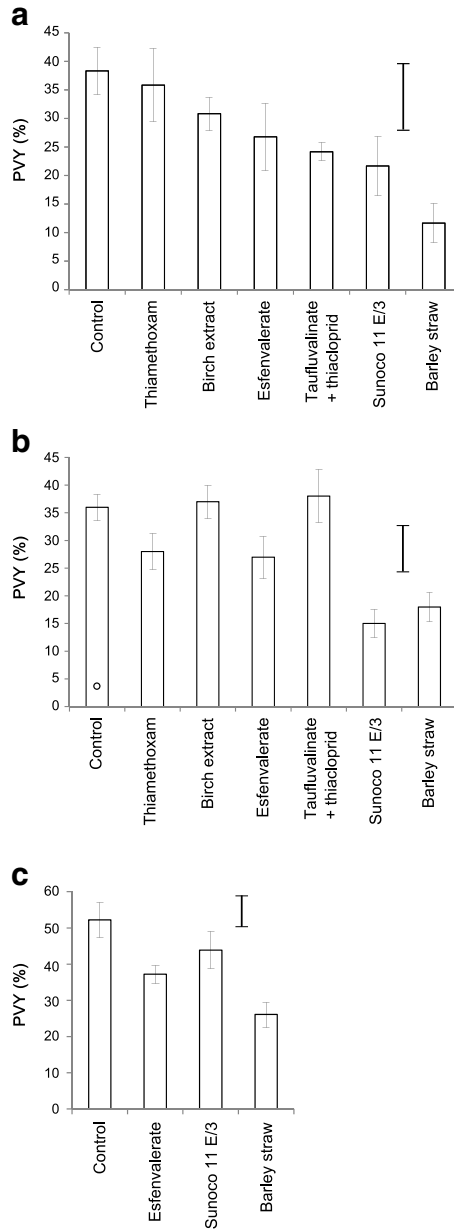 a
45
40
35
30
25
20
15
10
5
0
PVY (%)
Control
Thiamethoxam
Birch extract
Esfenvalerate
Taufluvalinate
+ thiacloprid
Sunoco 11 E/3
Barley straw
b
45
40
35
30
25
20
15
10
5
0
PVY (%)
Control
Thiamethoxam
Birch extract
Esfenvalerate
Taufluvalinate
+ thiacloprid
Sunoco 11 E/3
Barley straw
c
60
50
40
30
20
10
0
PVY (%)
Control
Esfenvalerate
Sunoco 11 E/3
Barley straw